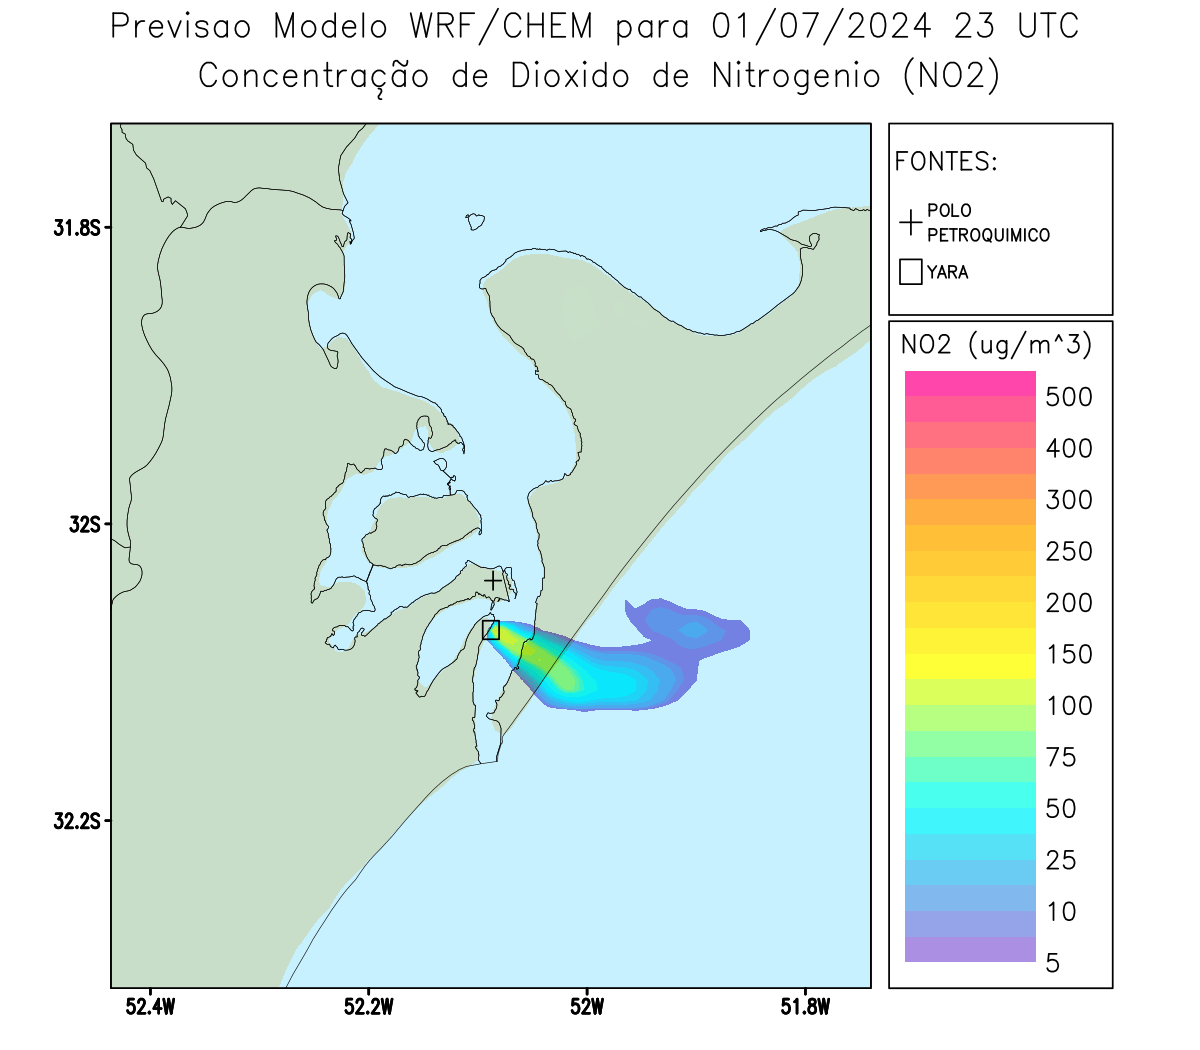 Previsao Modelo WRF/CHEM para 01/07/2024 23 UTC
Concentração de Dioxido de Nitrogenio (NO2)
FONTES:
POLO
PETROQUIMICO
YARA
NO2 (ug/m^3)
500
400
300
250
200
150
100
75
50
25
10
5
31.8S
32S
32.2S
52.4W
52.2W
52W
51.8W